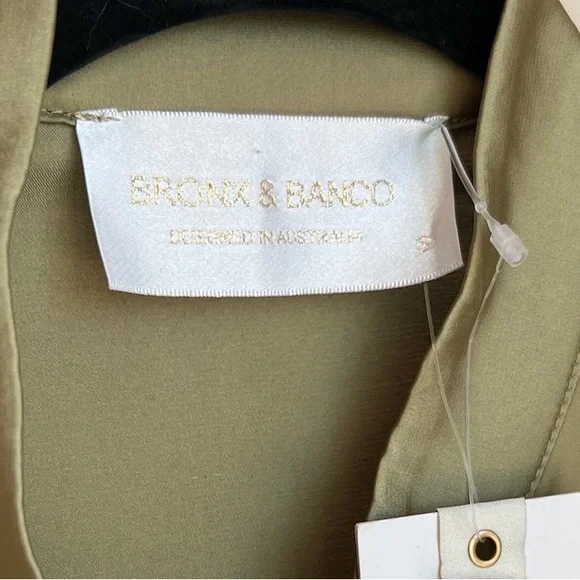 BRONX & BANCO
DESIGNED IN AUSTRALIA
S